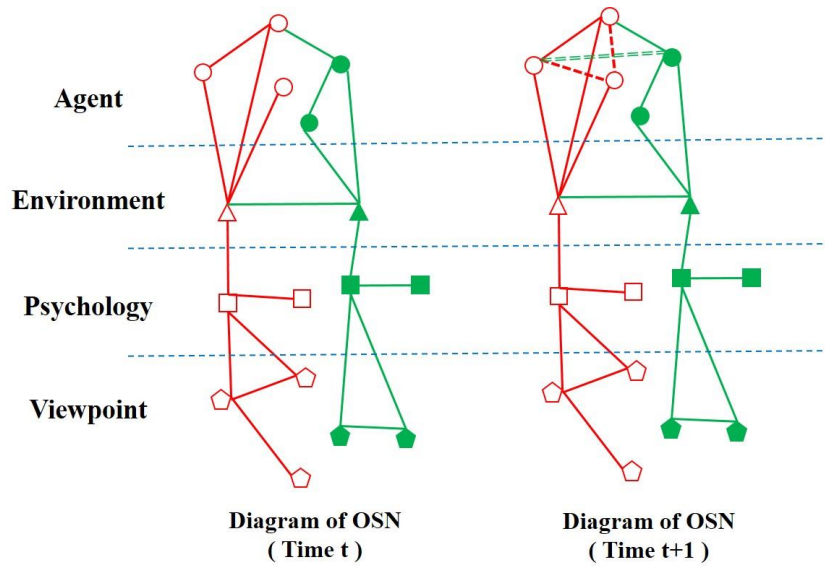 Agent
Environment
Psychology
Viewpoint
Diagram of OSN
( Time t )
Diagram of OSN
( Time t+1 )